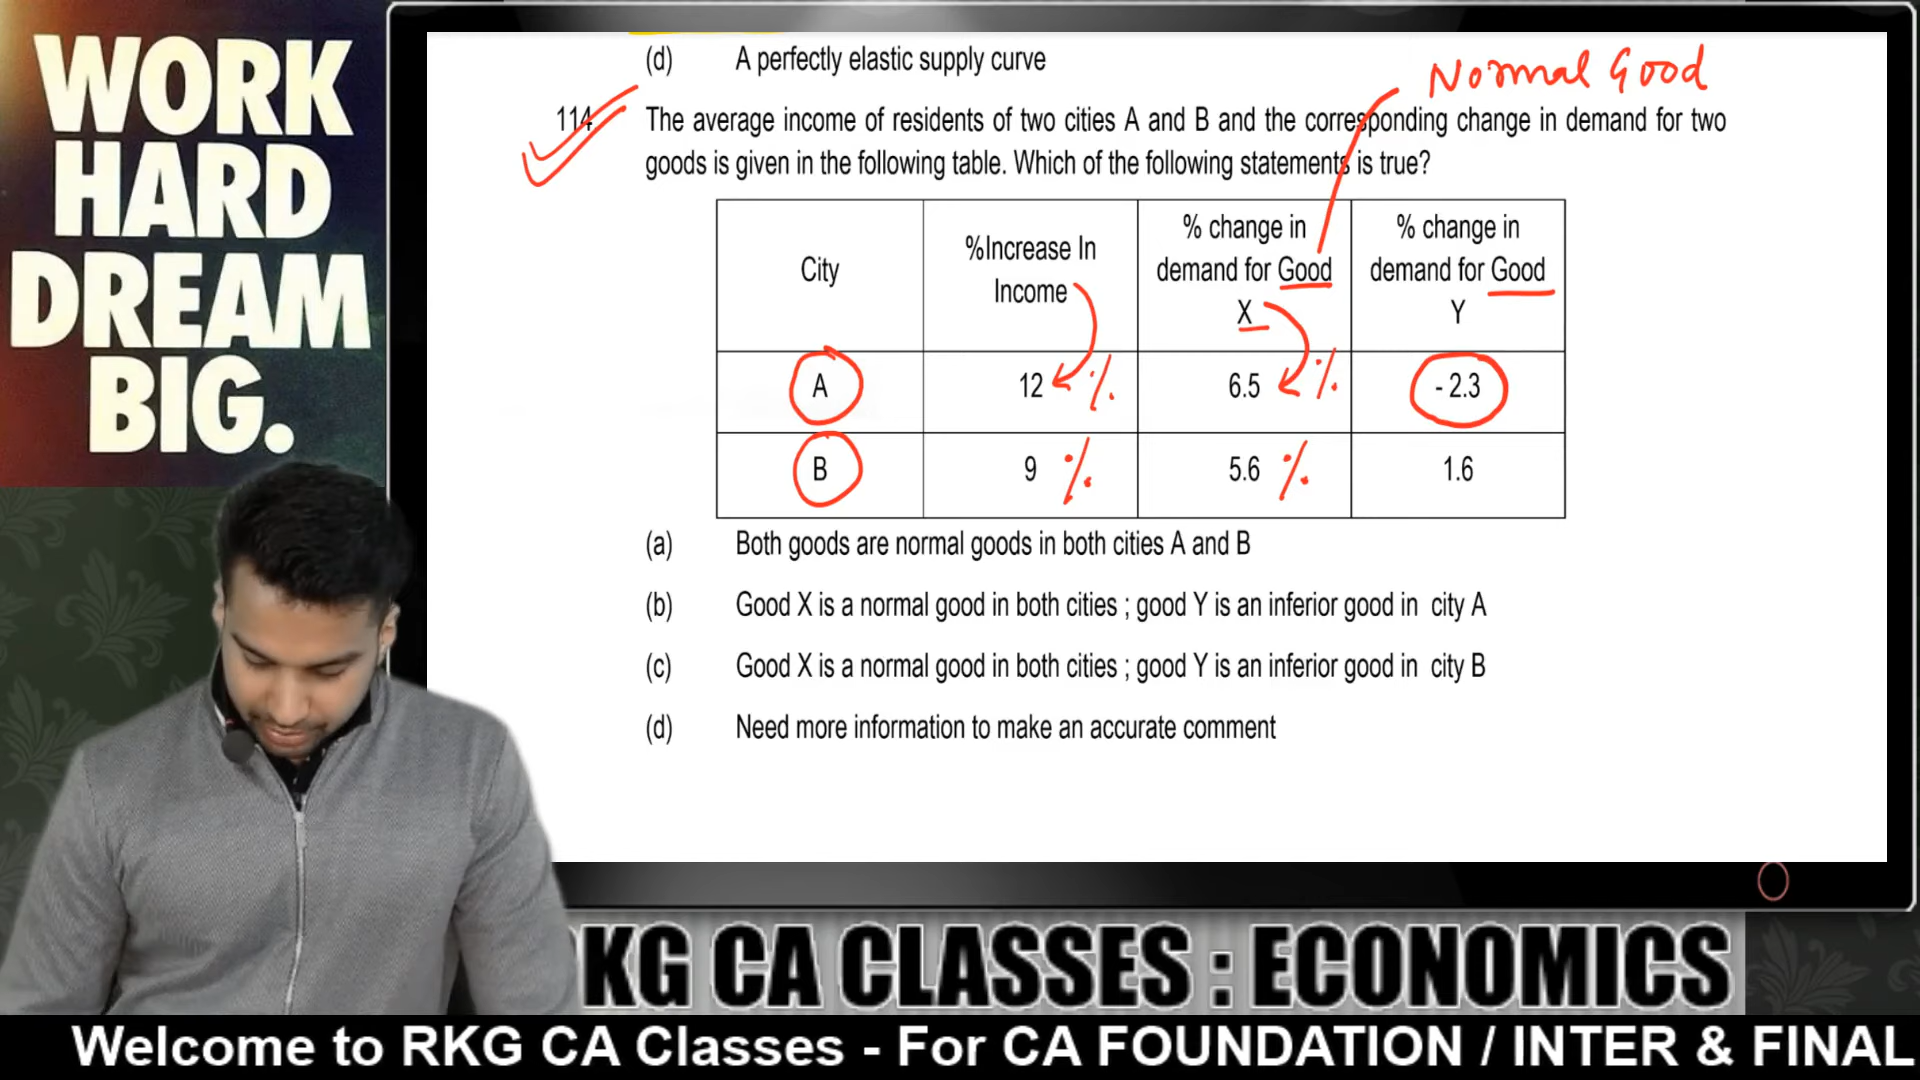 WORK
HARD
DREAM
BIG.
(d) A perfectly elastic supply curve
Normal Good
114 The average income of residents of two cities A and B and the corresponding change in demand for two
goods is given in the following table. Which of the following statements is true?
City %Increase In Income % change in demand for Good X % change in demand for Good Y
A 12 % 6.5 % - 2.3
B 9 % 5.6 % 1.6
(a) Both goods are normal goods in both cities A and B
(b) Good X is a normal good in both cities ; good Y is an inferior good in city A
(c) Good X is a normal good in both cities ; good Y is an inferior good in city B
(d) Need more information to make an accurate comment
RKG CA CLASSES : ECONOMICS
Welcome to RKG CA Classes - For CA FOUNDATION / INTER & FINAL